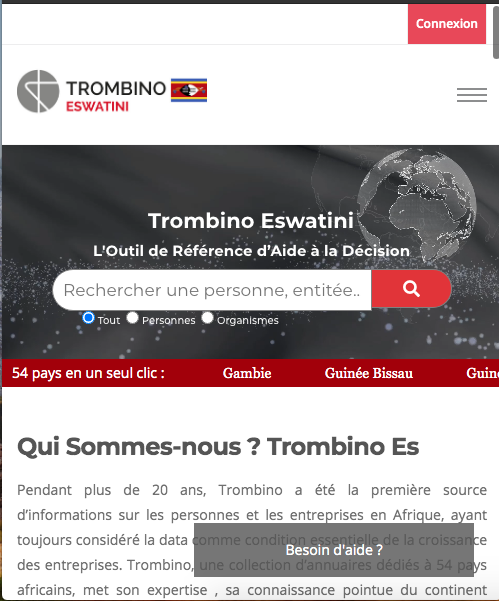 Connexion
TROMBINO
ESWATINI
Trombino Eswatini
L'Outil de Référence d'Aide à la Décision
Rechercher une personne, entitée..
Tout Personnes Organismes
54 pays en un seul clic : Gambie Guinée Bissau Guin
Qui Sommes-nous ? Trombino Es
Pendant plus de 20 ans, Trombino a été la première source
d'informations sur les personnes et les entreprises en Afrique, ayant
toujours considéré la data comme condition essentielle de la croissance
Besoin d'aide ?
des entreprises. Trombino, une collection d'annuaires dédiés à 54 pays
africains, met son expertise , sa connaissance pointue du continent